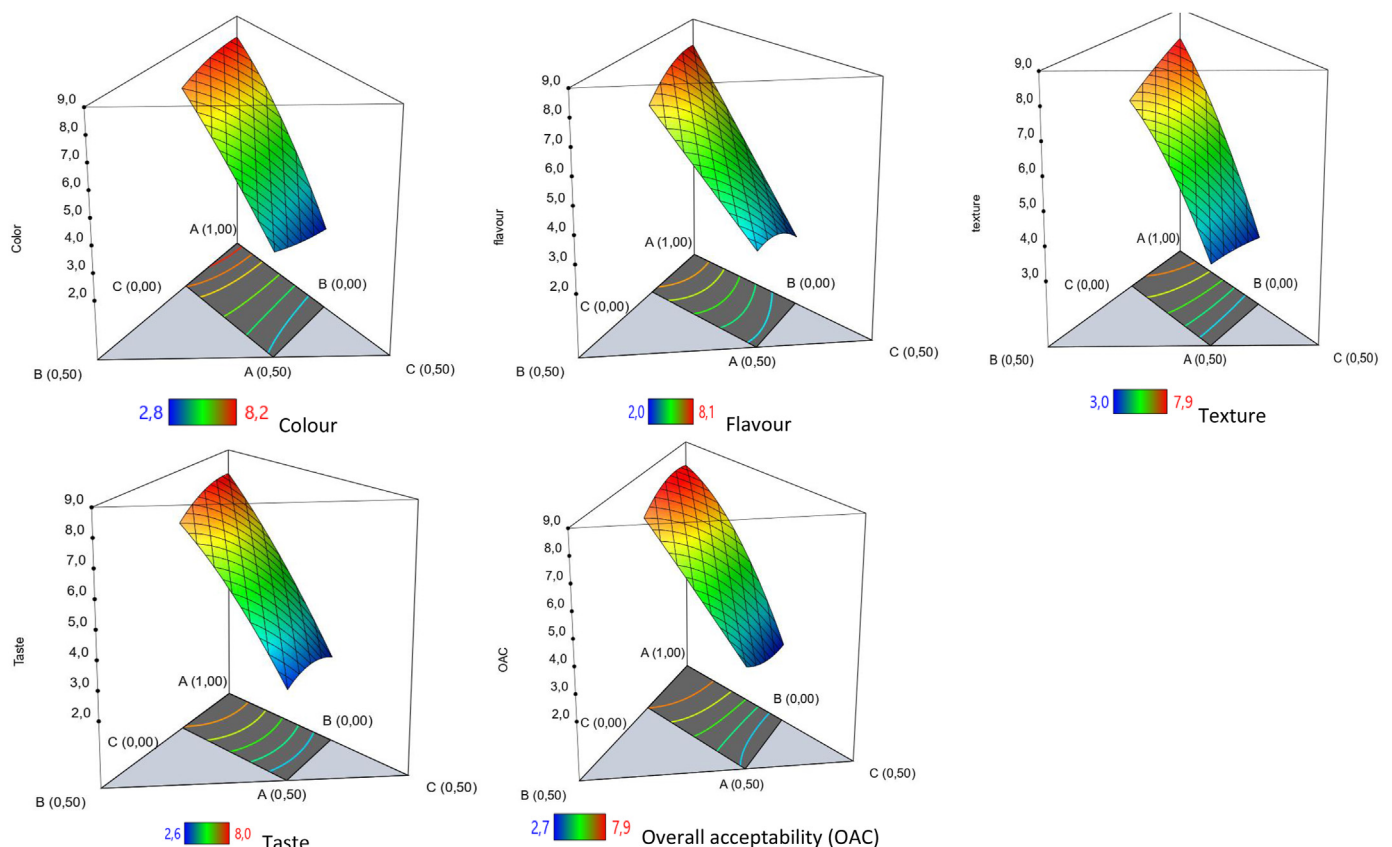 9,0
8,0
7,0
6,0
5,0
4,0
3,0
2,0
Color
A (1,00)
C (0,00)
B (0,00)
B (0,50)
A (0,50)
C (0,50)
2,8
8,2
Colour
9,0
8,0
7,0
6,0
5,0
4,0
3,0
2,0
flavour
A (1,00)
C (0,00)
B (0,00)
B (0,50)
A (0,50)
C (0,50)
2,0
8,1
Flavour
9,0
8,0
7,0
6,0
5,0
4,0
3,0
texture
A (1,00)
C (0,00)
B (0,00)
B (0,50)
A (0,50)
C (0,50)
3,0
7,9
Texture
9,0
8,0
7,0
6,0
5,0
4,0
3,0
2,0
Taste
A (1,00)
C (0,00)
B (0,00)
B (0,50)
A (0,50)
C (0,50)
2,6
8,0
Taste
9,0
8,0
7,0
6,0
5,0
4,0
3,0
2,0
OAC
A (1,00)
C (0,00)
B (0,00)
B (0,50)
A (0,50)
C (0,50)
2,7
7,9
Overall acceptability (OAC)